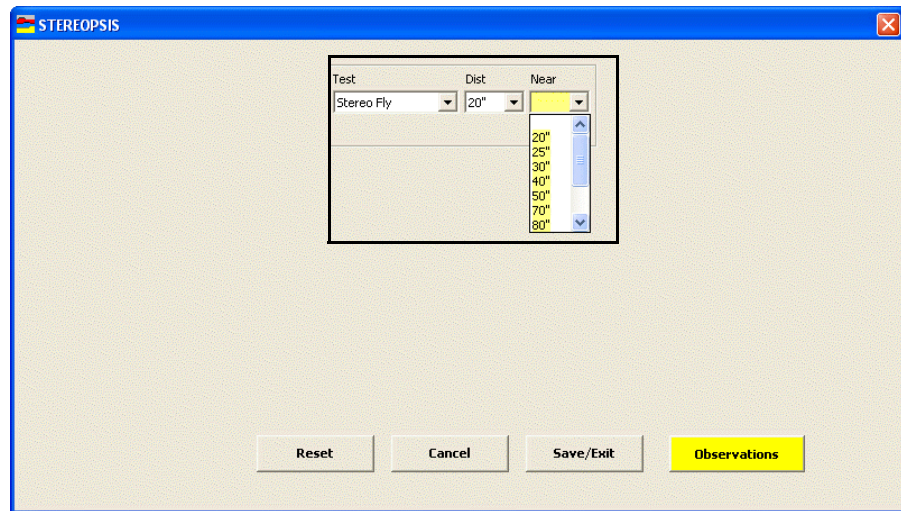 STEREOPSIS
Test Dist Near
Stereo Fly 20"
20"
25"
30"
40"
50"
70"
80"
Reset Cancel Save/Exit Observations